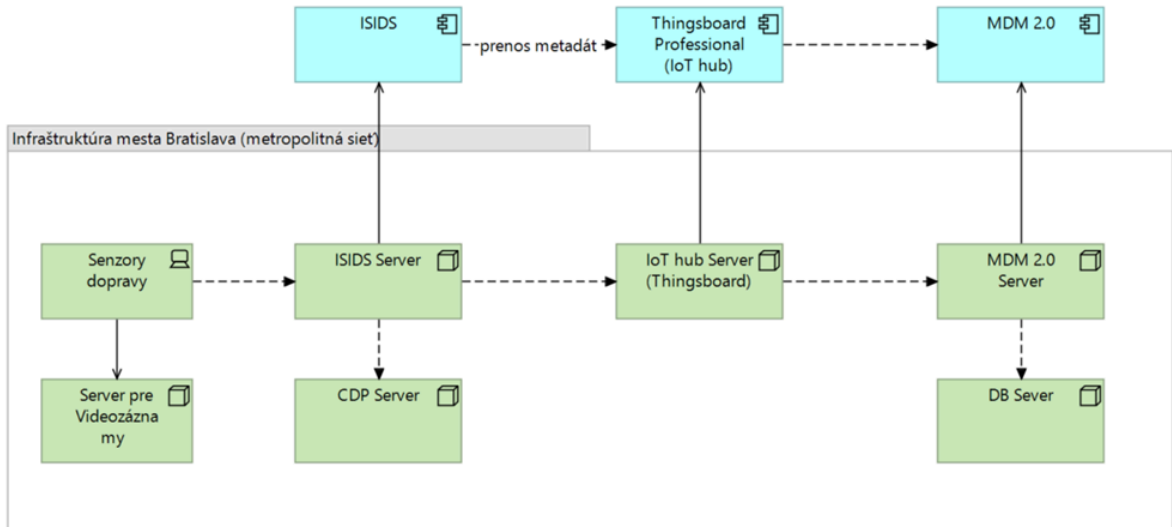 ISIDS
prenos metadát
Thingsboard
Professional
(IoT hub)
MDM 2.0
Infraštruktúra mesta Bratislava (metropolitná sieť)
Senzory
dopravy
ISIDS Server
IoT hub Server
(Thingsboard)
MDM 2.0
Server
Server pre
Videozázna
my
CDP Server
DB Sever